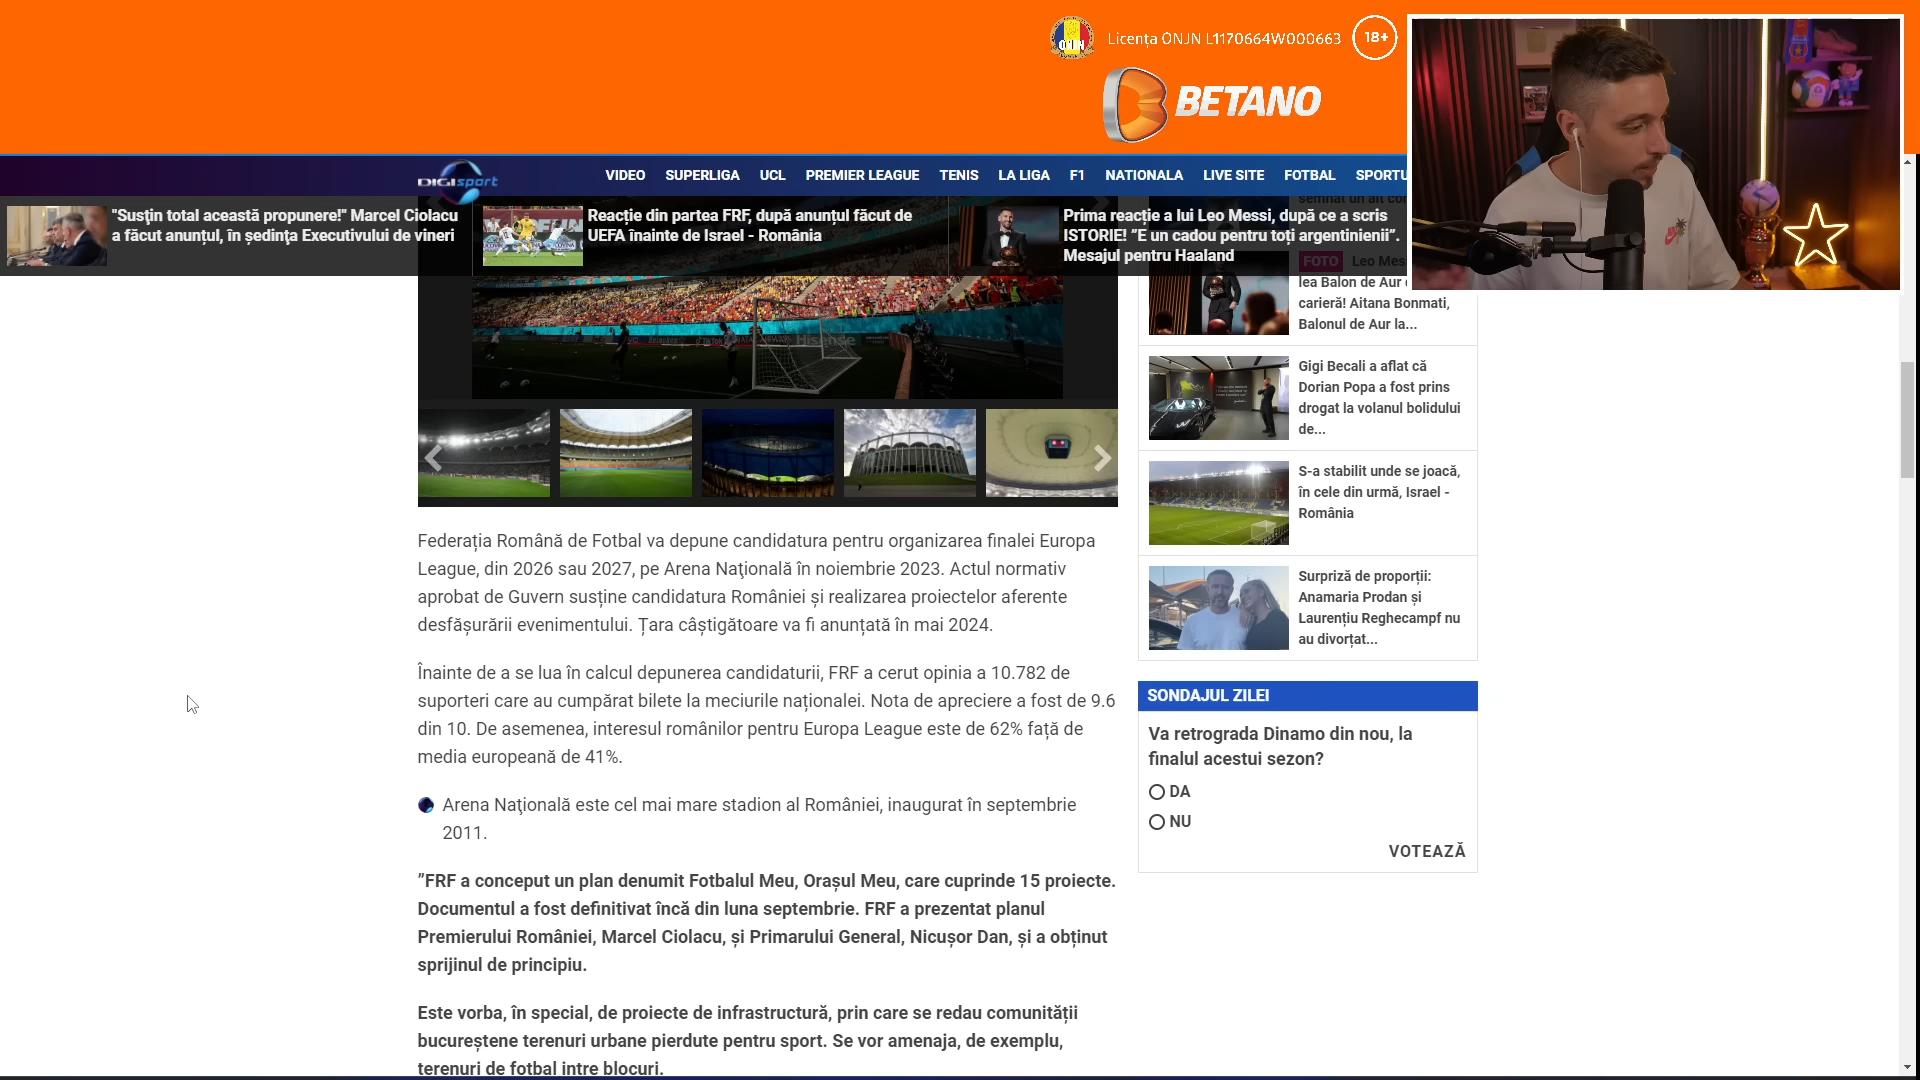 Licența ONJN L1170664W000663
18+
ONJN
BETANO
DIGI sport
VIDEO SUPERLIGA UCL PREMIER LEAGUE TENIS LA LIGA F1 NATIONALA LIVE SITE FOTBAL SPORTU
"Susţin total această propunere!" Marcel Ciolacu
a făcut anunțul, în ședinţa Executivului de vineri
Reacție din partea FRF, după anunțul făcut de
UEFA înainte de Israel - România
Prima reacție a lui Leo Messi, după ce a scris
ISTORIE! ”E un cadou pentru toți argentinienii”.
Mesajul pentru Haaland
semnat un alt con
FOTO Leo Mes
lea Balon de Aur
carieră! Aitana Bonmati,
Balonul de Aur la...
Hisense
Gigi Becali a aflat că
Dorian Popa a fost prins
drogat la volanul bolidului
de...
S-a stabilit unde se joacă,
în cele din urmă, Israel -
România
Surpriză de proporții:
Anamaria Prodan și
Laurențiu Reghecampf nu
au divorțat...
Federația Română de Fotbal va depune candidatura pentru organizarea finalei Europa
League, din 2026 sau 2027, pe Arena Naţională în noiembrie 2023. Actul normativ
aprobat de Guvern susține candidatura României și realizarea proiectelor aferente
desfășurării evenimentului. Țara câștigătoare va fi anunțată în mai 2024.
Înainte de a se lua în calcul depunerea candidaturii, FRF a cerut opinia a 10.782 de
suporteri care au cumpărat bilete la meciurile naționalei. Nota de apreciere a fost de 9.6
din 10. De asemenea, interesul românilor pentru Europa League este de 62% față de
media europeană de 41%.
Arena Naţională este cel mai mare stadion al României, inaugurat în septembrie
2011.
”FRF a conceput un plan denumit Fotbalul Meu, Orașul Meu, care cuprinde 15 proiecte.
Documentul a fost definitivat încă din luna septembrie. FRF a prezentat planul
Premierului României, Marcel Ciolacu, și Primarului General, Nicușor Dan, și a obținut
sprijinul de principiu.
Este vorba, în special, de proiecte de infrastructură, prin care se redau comunității
bucureștene terenuri urbane pierdute pentru sport. Se vor amenaja, de exemplu,
terenuri de fotbal intre blocuri.
SONDAJUL ZILEI
Va retrograda Dinamo din nou, la
finalul acestui sezon?
DA
NU
VOTEAZĂ